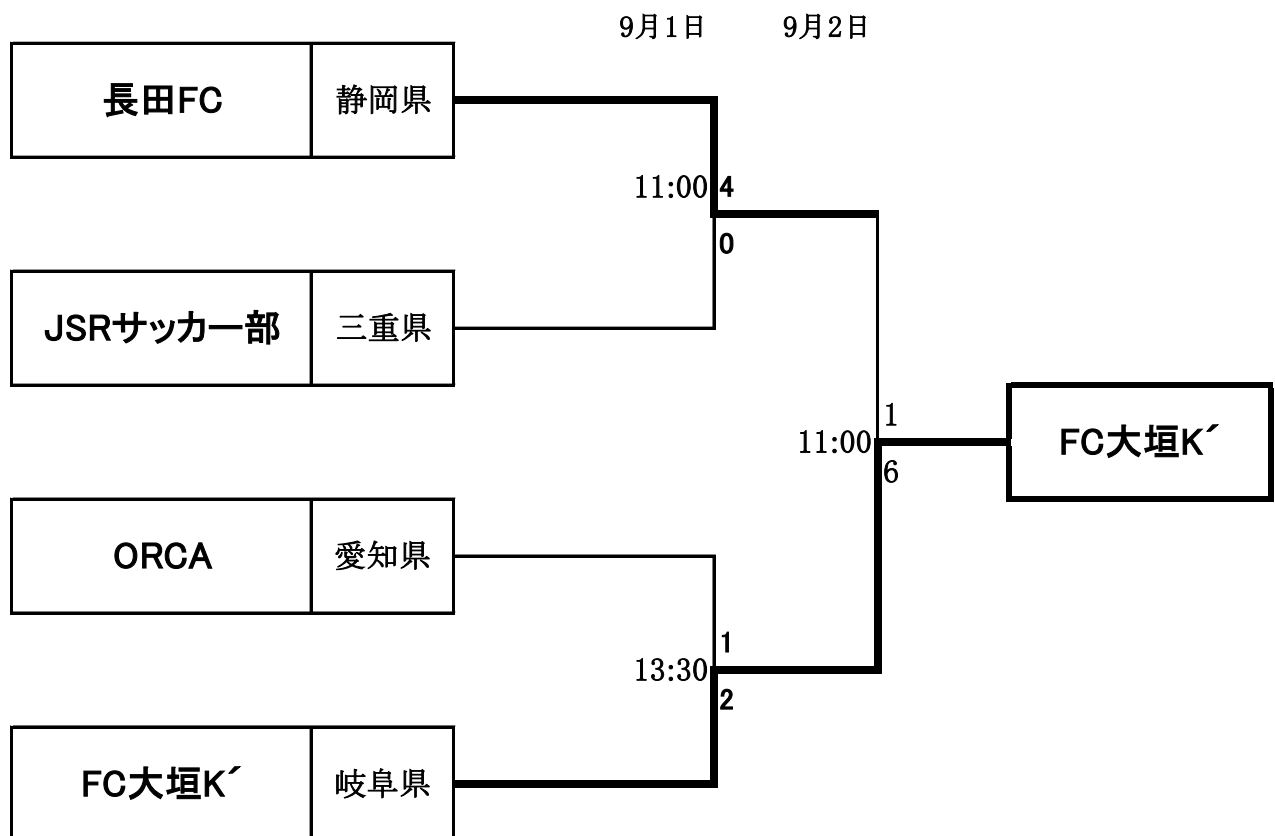 9月1日 9月2日
長田FC 静岡県
11:00 4
0
JSRサッカー部 三重県
1
11:00
6
FC大垣K´
ORCA 愛知県
1
13:30
2
FC大垣K´ 岐阜県